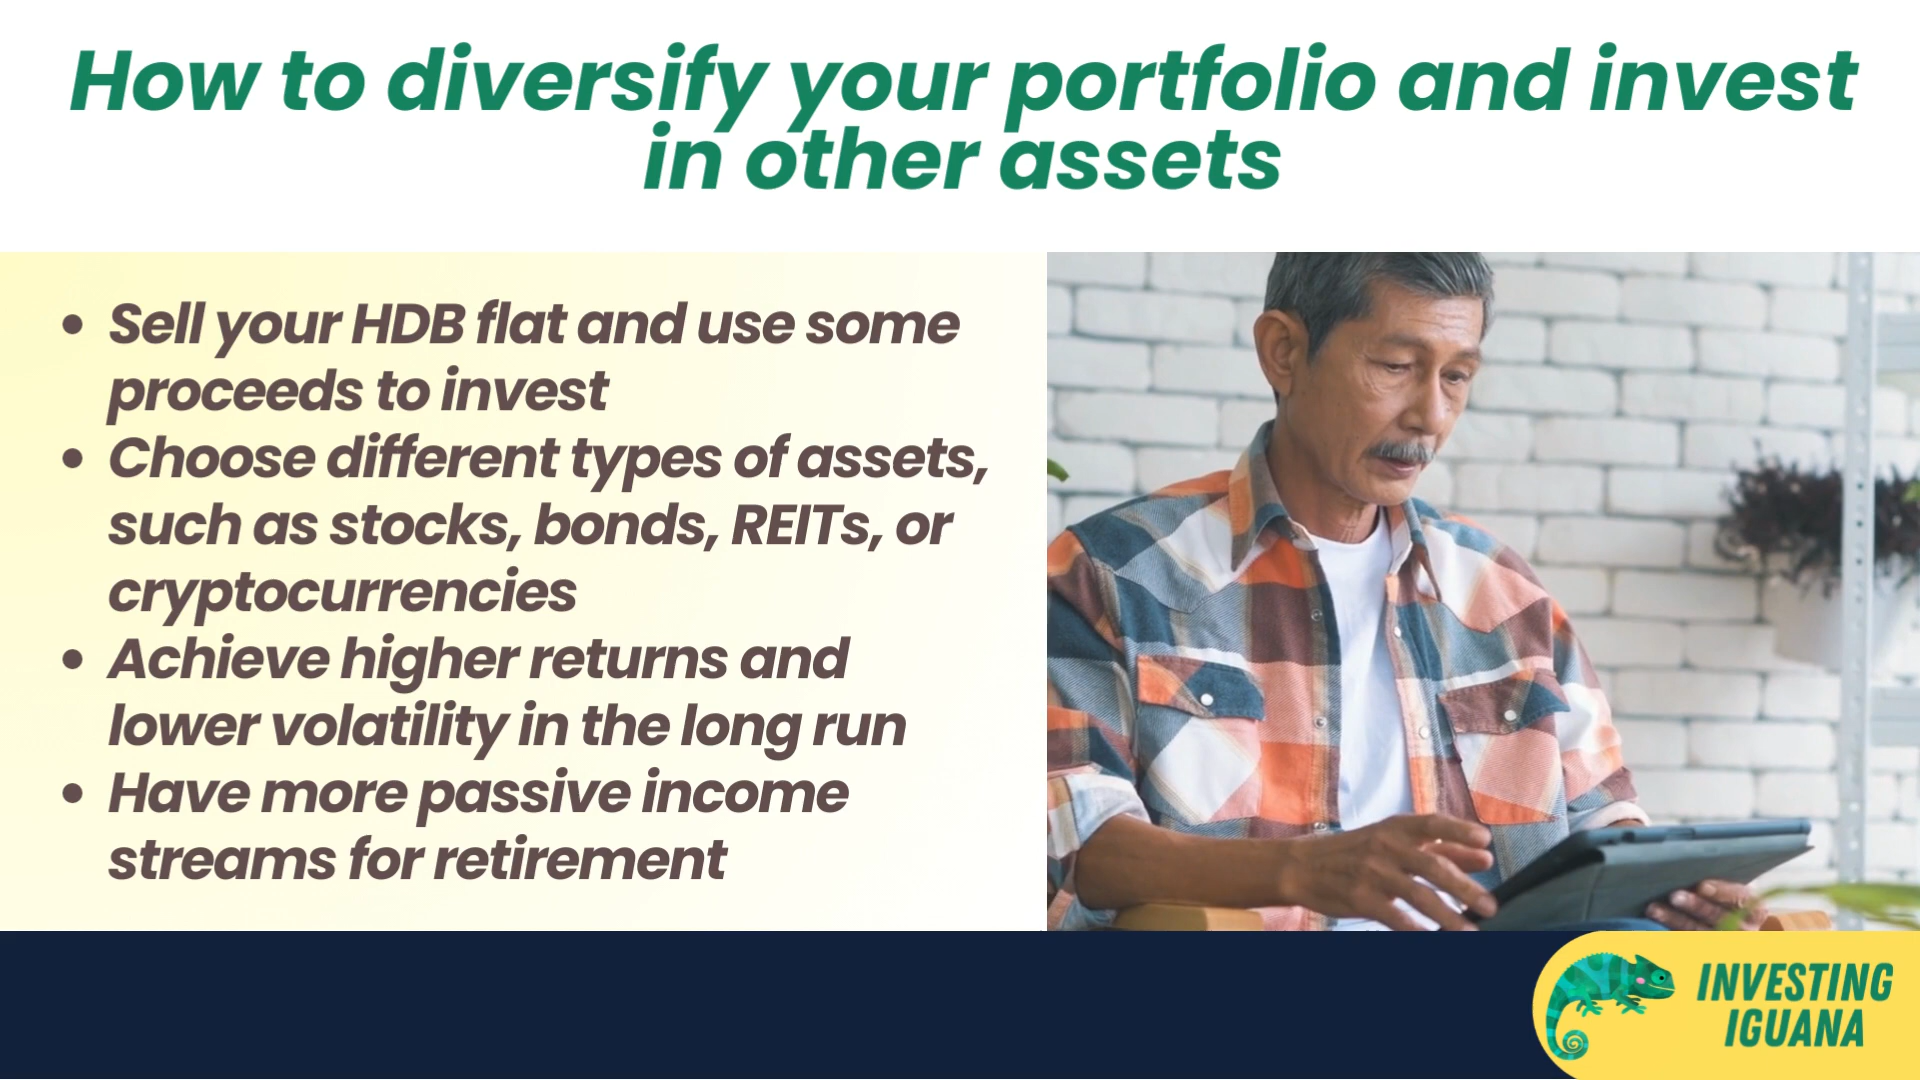 How to diversify your portfolio and invest
in other assets
• Sell your HDB flat and use some
proceeds to invest
• Choose different types of assets,
such as stocks, bonds, REITs, or
cryptocurrencies
• Achieve higher returns and
lower volatility in the long run
• Have more passive income
streams for retirement
INVESTING
IGUANA